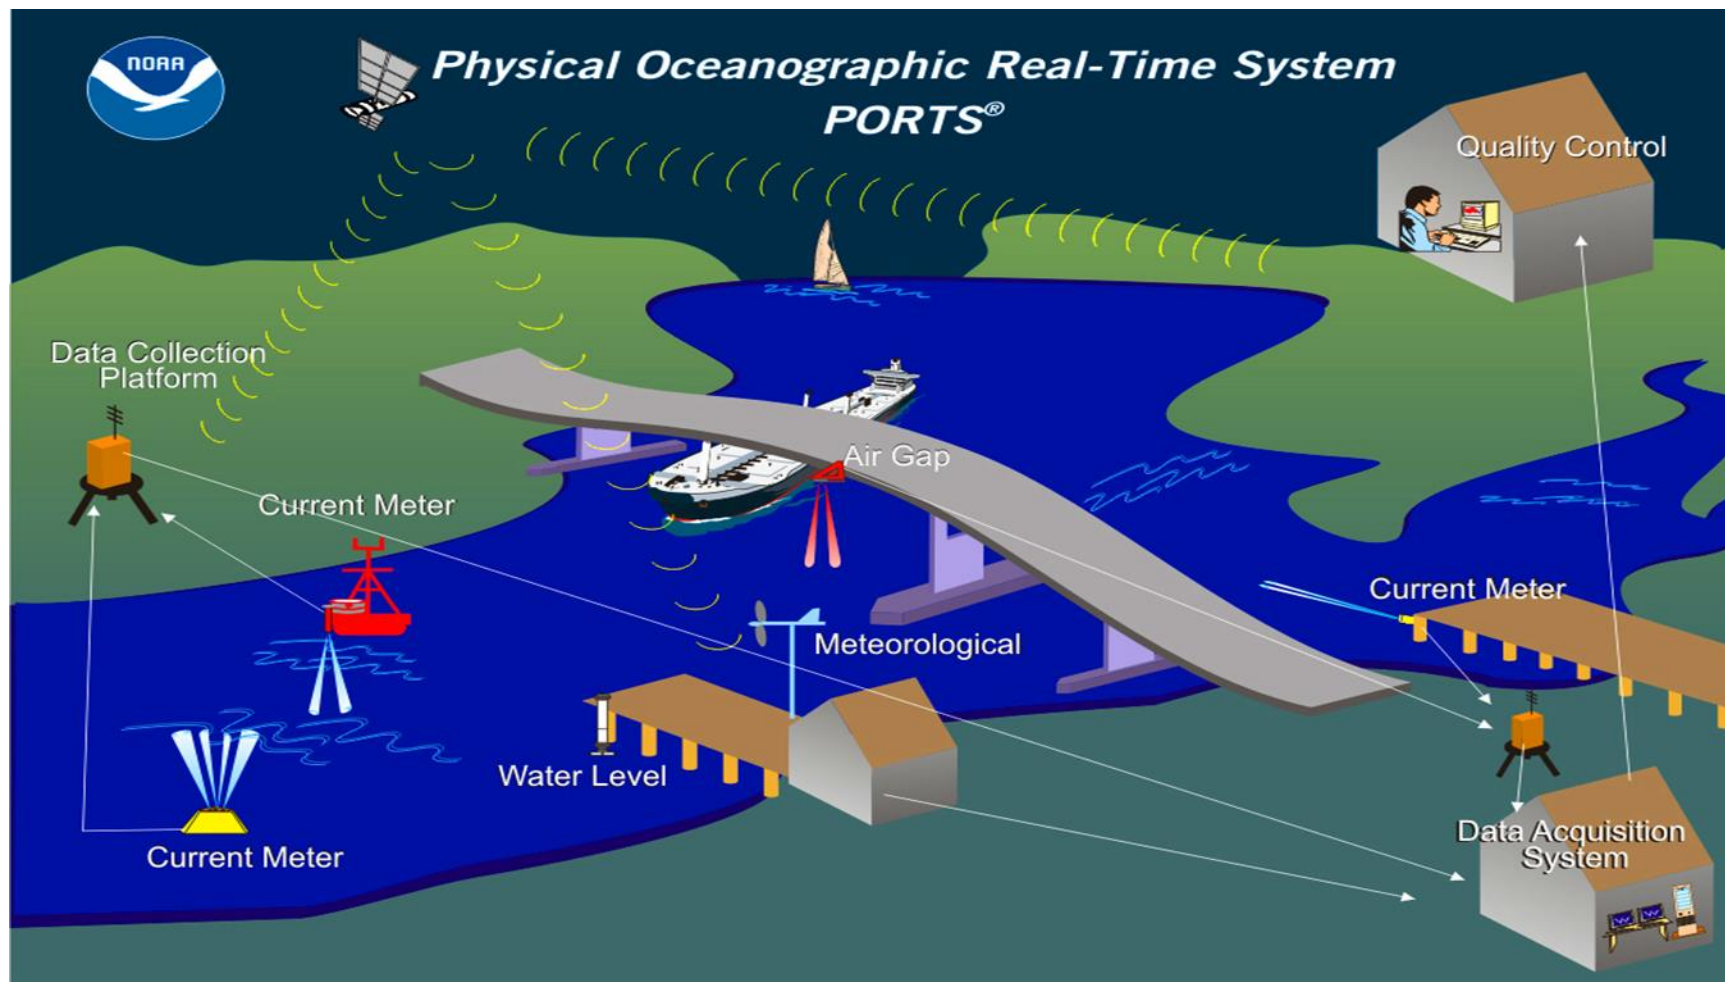 NOAA
Physical Oceanographic Real-Time System
PORTS®
Quality Control
Data Collection
Platform
Current Meter
Air Gap
Current Meter
Meteorological
Water Level
Data Acquisition
System
Current Meter